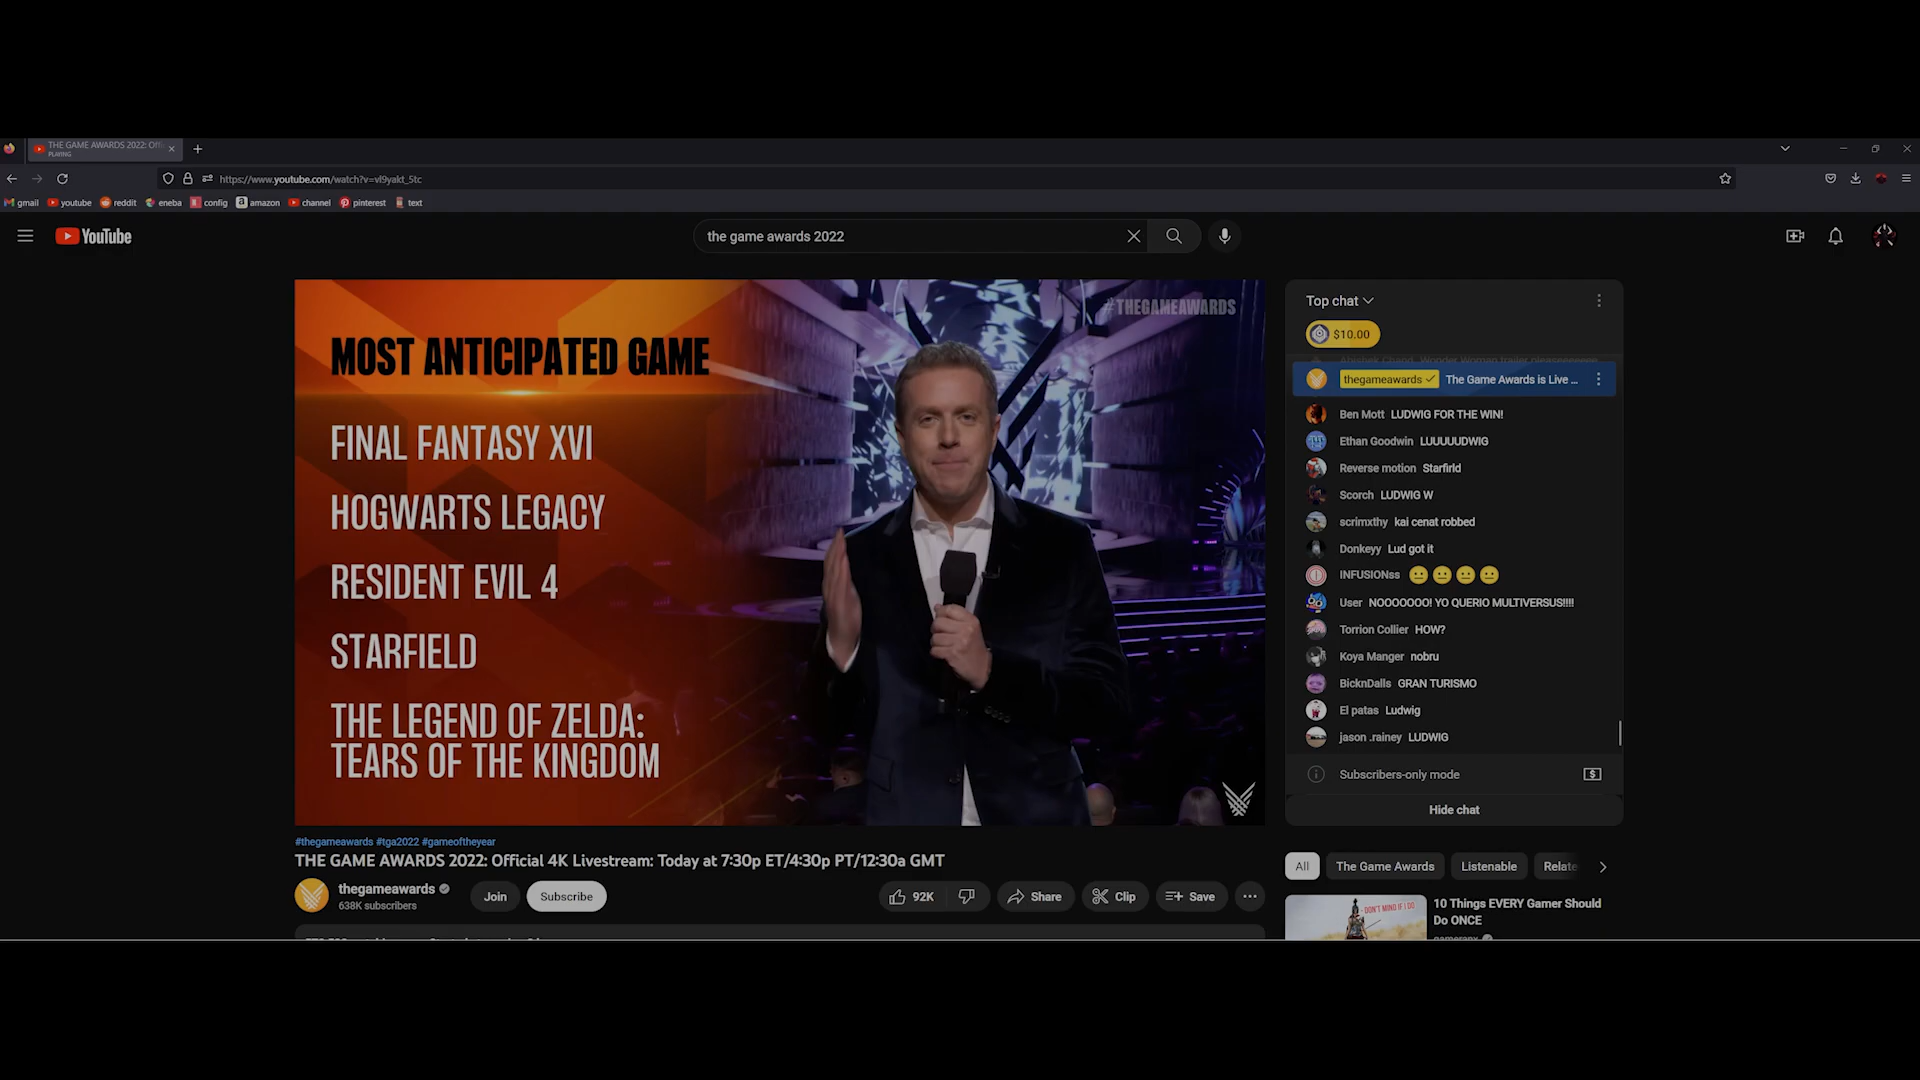 THE GAME AWARDS 2022: Offi
PLAYING
https://www.youtube.com/watch?v=vl9yakt_5tc
gmail youtube reddit eneba config amazon channel pinterest text
YouTube
the game awards 2022
#THEGAMEAWARDS
MOST ANTICIPATED GAME
FINAL FANTASY XVI
HOGWARTS LEGACY
RESIDENT EVIL 4
STARFIELD
THE LEGEND OF ZELDA:
TEARS OF THE KINGDOM
Top chat
$10.00
thegameawards The Game Awards is Live ...
Ben Mott LUDWIG FOR THE WIN!
Ethan Goodwin LUUUUUDWIG
Reverse motion Starfirld
Scorch LUDWIG W
scrimxthy kai cenat robbed
Donkeyy Lud got it
INFUSIONss
User NOOOOOOO! YO QUERIO MULTIVERSUS!!!!
Torrion Collier HOW?
Koya Manger nobru
BicknDalls GRAN TURISMO
El patas Ludwig
jason .rainey LUDWIG
Subscribers-only mode
Hide chat
#thegameawards #tga2022 #gameoftheyear
THE GAME AWARDS 2022: Official 4K Livestream: Today at 7:30p ET/4:30p PT/12:30a GMT
thegameawards
638K subscribers
Join
Subscribe
92K
Share
Clip
Save
All
The Game Awards
Listenable
Relate
- DON'T MIND IF I DO
10 Things EVERY Gamer Should
Do ONCE
gameranx